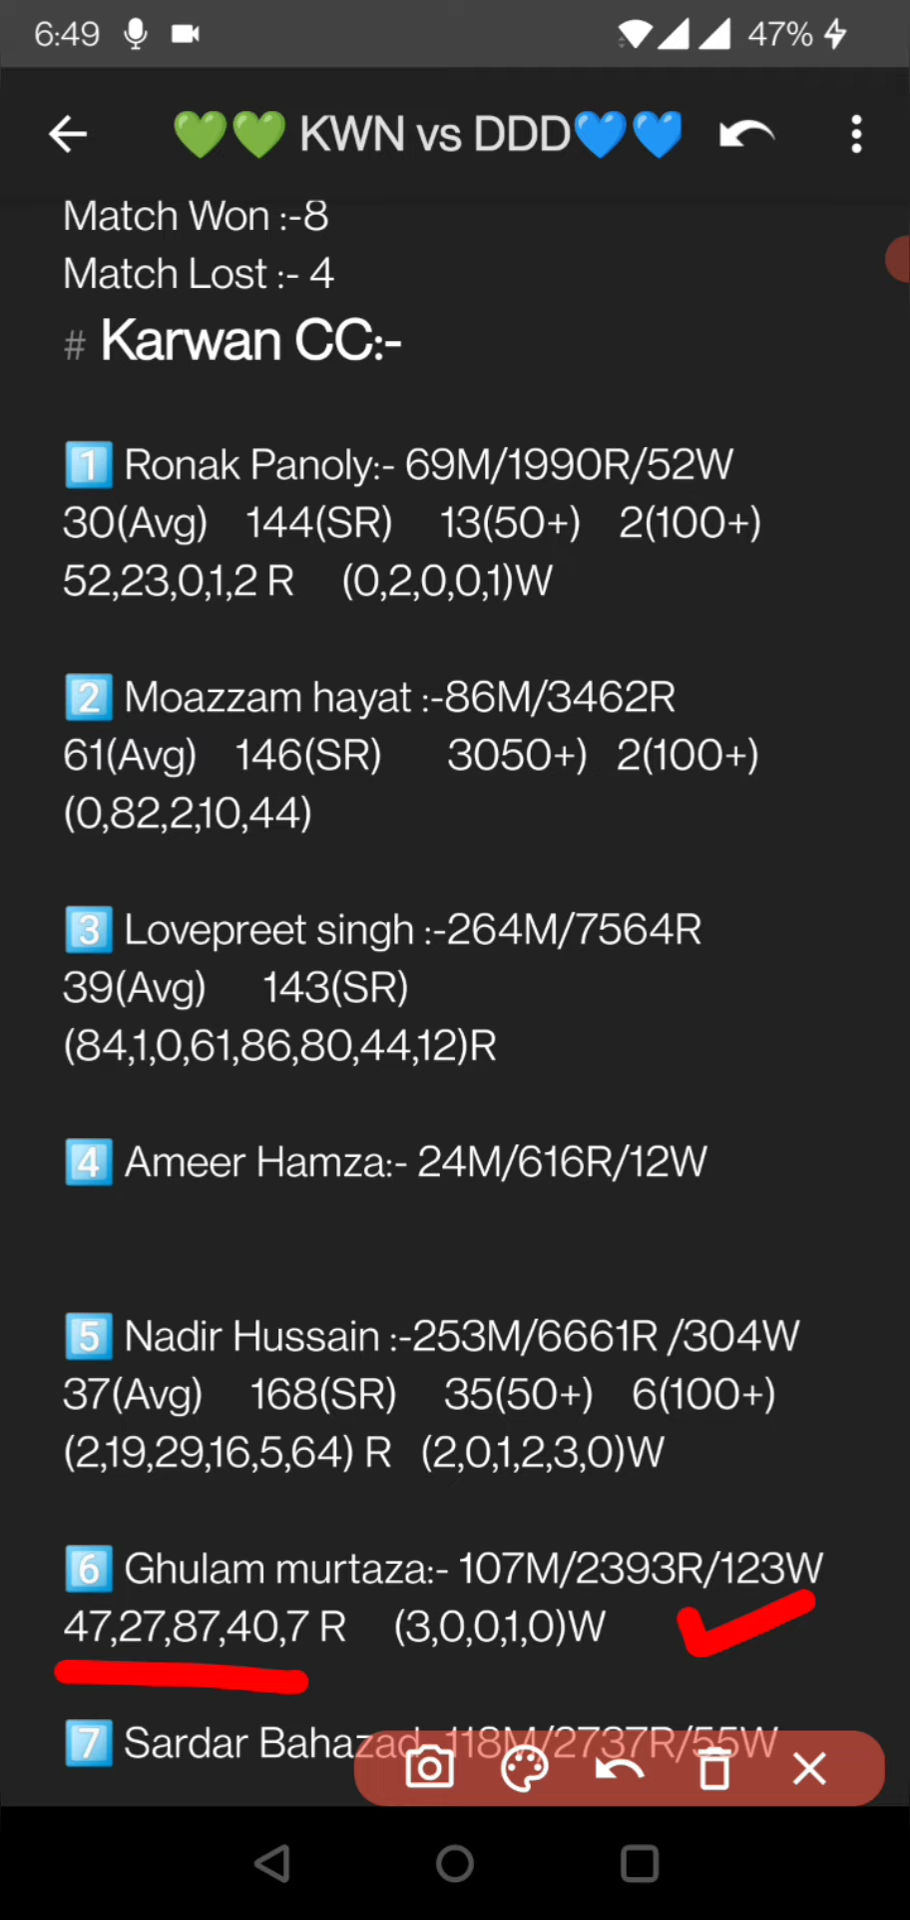 6:49 47%
💚💚 KWN vs DDD💙💙
Match Won :-8
Match Lost :- 4
# Karwan CC:-
1️⃣ Ronak Panoly:- 69M/1990R/52W
30(Avg) 144(SR) 13(50+) 2(100+)
52,23,0,1,2 R (0,2,0,0,1)W
2️⃣ Moazzam hayat :-86M/3462R
61(Avg) 146(SR) 3050+) 2(100+)
(0,82,2,10,44)
3️⃣ Lovepreet singh :-264M/7564R
39(Avg) 143(SR)
(84,1,0,61,86,80,44,12)R
4️⃣ Ameer Hamza:- 24M/616R/12W
5️⃣ Nadir Hussain :-253M/6661R /304W
37(Avg) 168(SR) 35(50+) 6(100+)
(2,19,29,16,5,64) R (2,0,1,2,3,0)W
6️⃣ Ghulam murtaza:- 107M/2393R/123W
47,27,87,40,7 R (3,0,0,1,0)W
7️⃣ Sardar Bahazad 118M/2737R/55W